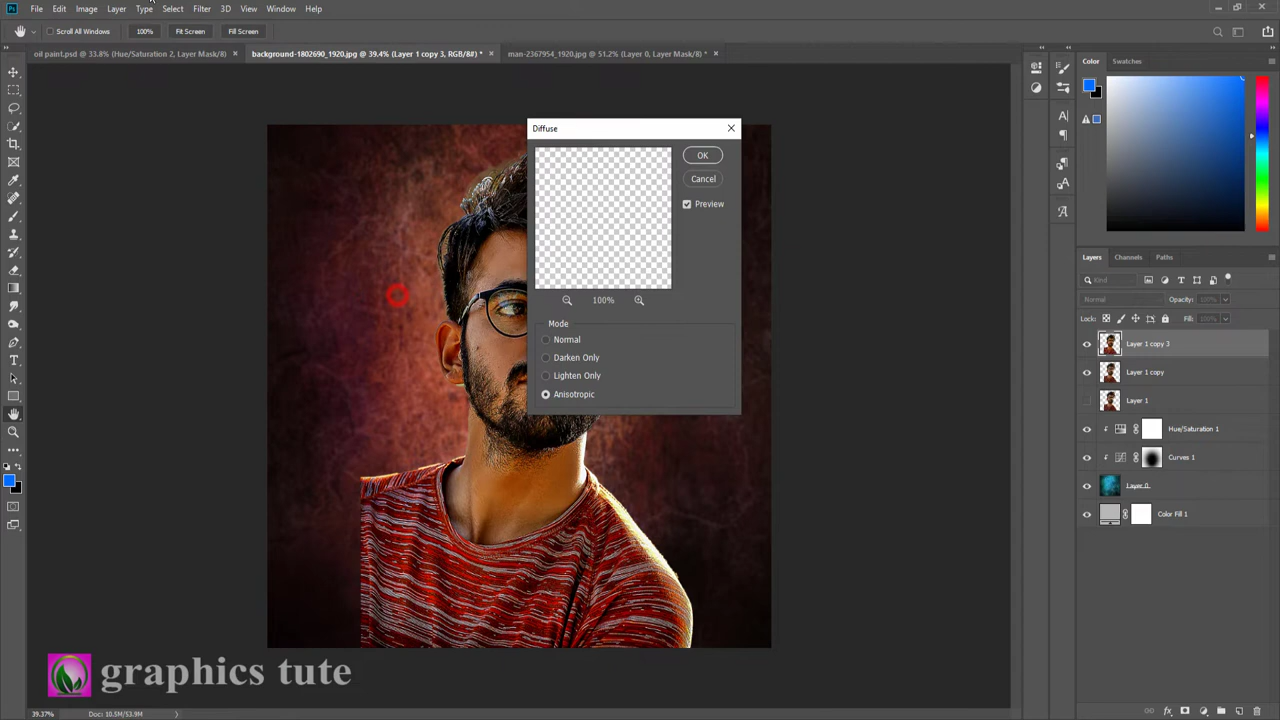 Ps File Edit Image Layer Type Select Filter 3D View Window Help
Scroll All Windows 100% Fit Screen Fill Screen
oil paint.psd @ 33.8% (Hue/Saturation 2, Layer Mask/8) × background-1802690_1920.jpg @ 39.4% (Layer 1 copy 3, RGB/8#) * × man-2367954_1920.jpg @ 51.2% (Layer 0, Layer Mask/8) * ×
Color Swatches
Diffuse
OK
Cancel
Preview
100%
Mode
Normal
Darken Only
Lighten Only
Anisotropic
Layers Channels Paths
Kind
Normal Opacity: 100%
Lock: Fill: 100%
Layer 1 copy 3
Layer 1 copy
Layer 1
Hue/Saturation 1
Curves 1
Layer 0
Color Fill 1
graphics tute
39.37% Doc: 10.5M/53.9M